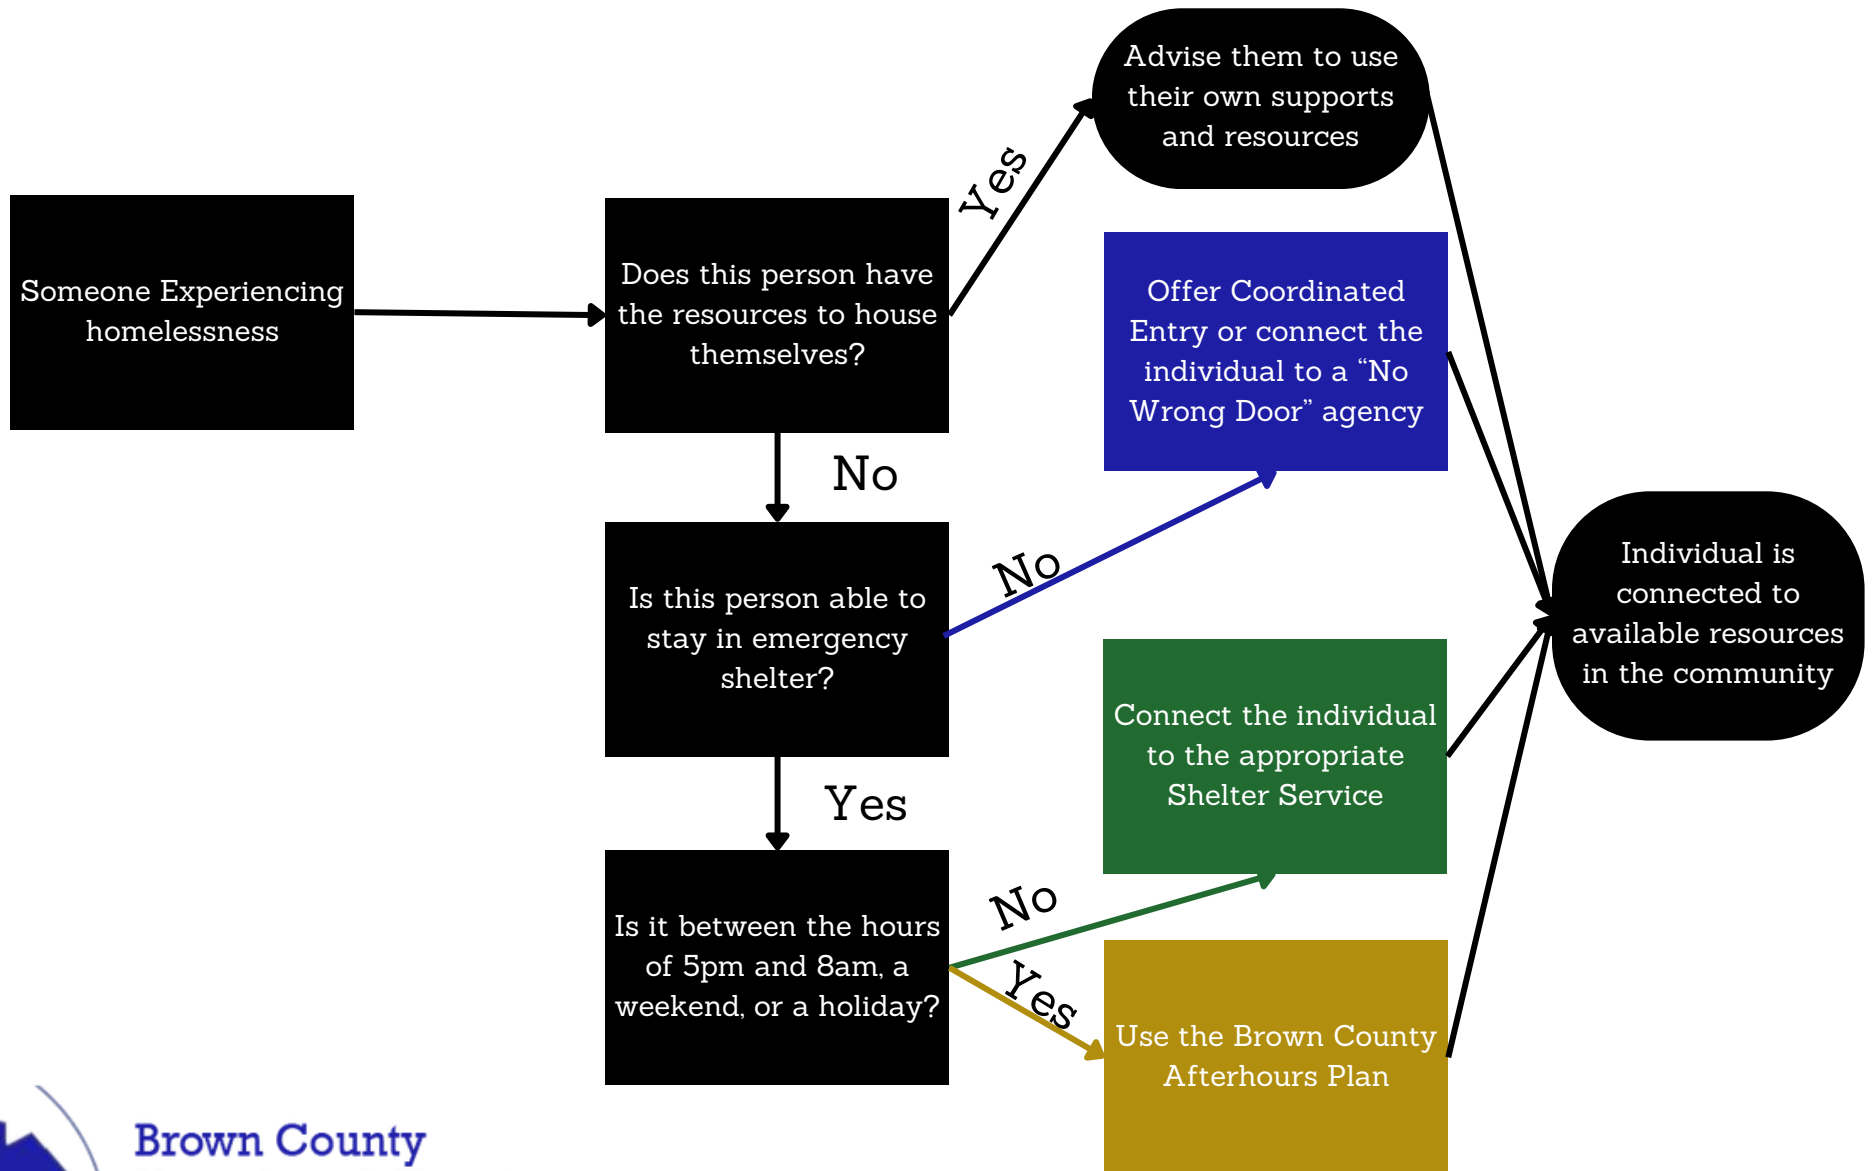 Advise them to use
their own supports
and resources
Yes
Someone Experiencing
homelessness
Does this person have
the resources to house
themselves?
Offer Coordinated
Entry or connect the
individual to a “No
Wrong Door” agency
No
Is this person able to
stay in emergency
shelter?
No
Individual is
connected to
available resources
in the community
Connect the individual
to the appropriate
Shelter Service
Yes
Is it between the hours
of 5pm and 8am, a
weekend, or a holiday?
No
Yes
Use the Brown County
Afterhours Plan
Brown County